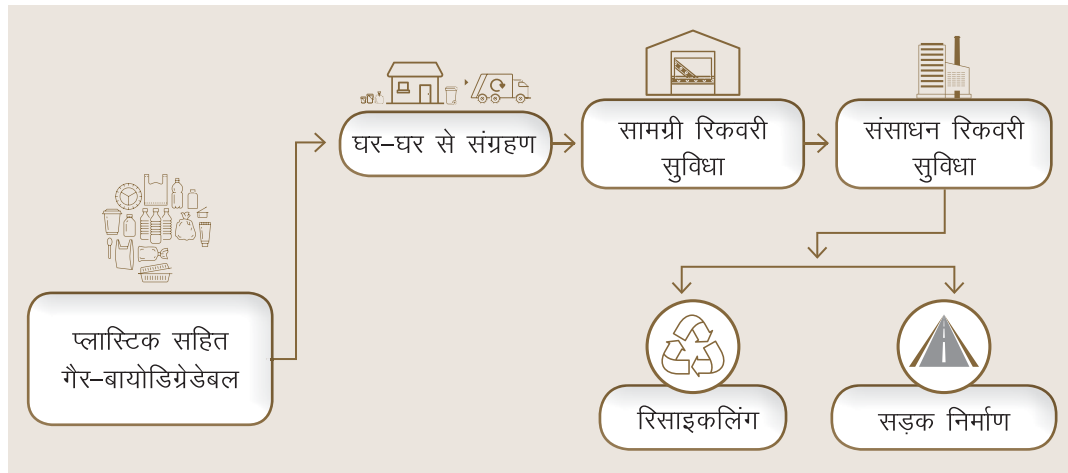 घर–घर से संग्रहण
सामग्री रिकवरी
सुविधा
संसाधन रिकवरी
सुविधा
प्लास्टिक सहित
गैर–बायोडिग्रेडेबल
रिसाइकलिंग
सड़क निर्माण